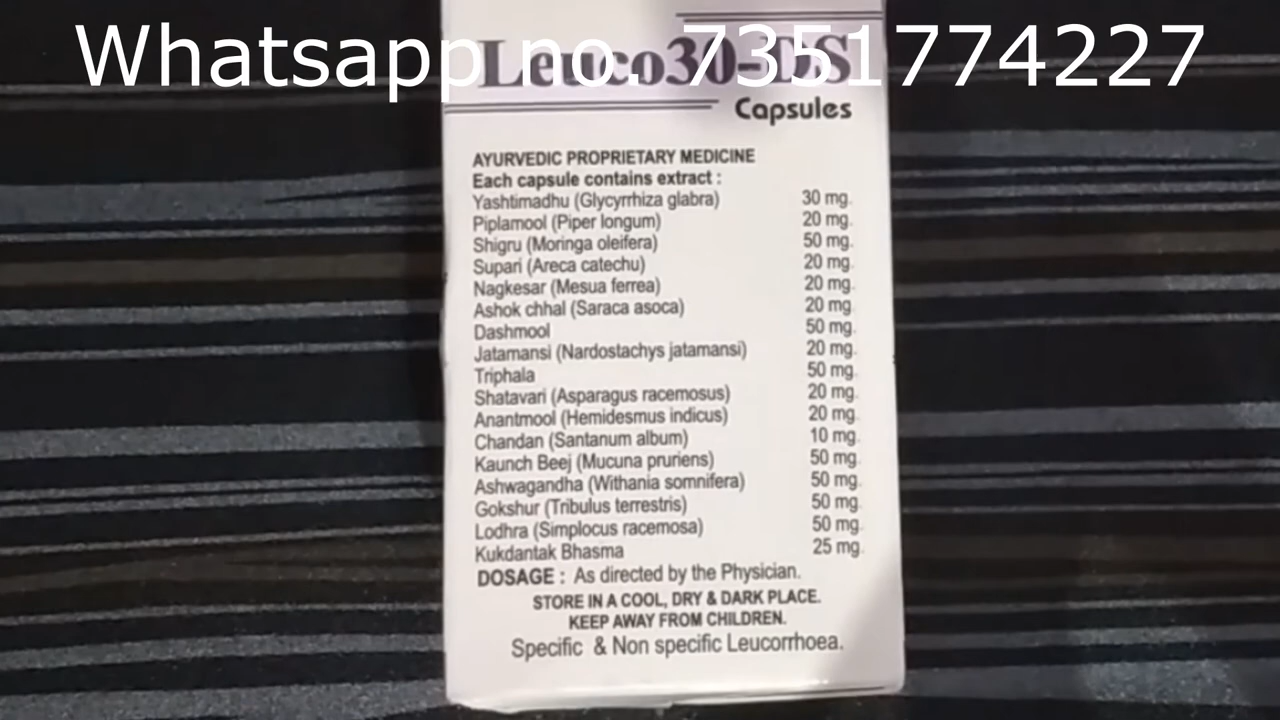 Whatsapp no. 7351774227
Leuco30-DS
Capsules
AYURVEDIC PROPRIETARY MEDICINE
Each capsule contains extract :
Yashtimadhu (Glycyrrhiza glabra) 30 mg.
Piplamool (Piper longum) 20 mg.
Shigru (Moringa oleifera) 50 mg.
Supari (Areca catechu) 20 mg.
Nagkesar (Mesua ferrea) 20 mg.
Ashok chhal (Saraca asoca) 20 mg.
Dashmool 50 mg.
Jatamansi (Nardostachys jatamansi) 20 mg.
Triphala 50 mg.
Shatavari (Asparagus racemosus) 20 mg.
Anantmool (Hemidesmus indicus) 20 mg.
Chandan (Santanum album) 10 mg.
Kaunch Beej (Mucuna pruriens) 50 mg.
Ashwagandha (Withania somnifera) 50 mg.
Gokshur (Tribulus terrestris) 50 mg.
Lodhra (Simplocus racemosa) 50 mg.
Kukdantak Bhasma 25 mg.
DOSAGE : As directed by the Physician.
STORE IN A COOL, DRY & DARK PLACE.
KEEP AWAY FROM CHILDREN.
Specific & Non specific Leucorrhoea.